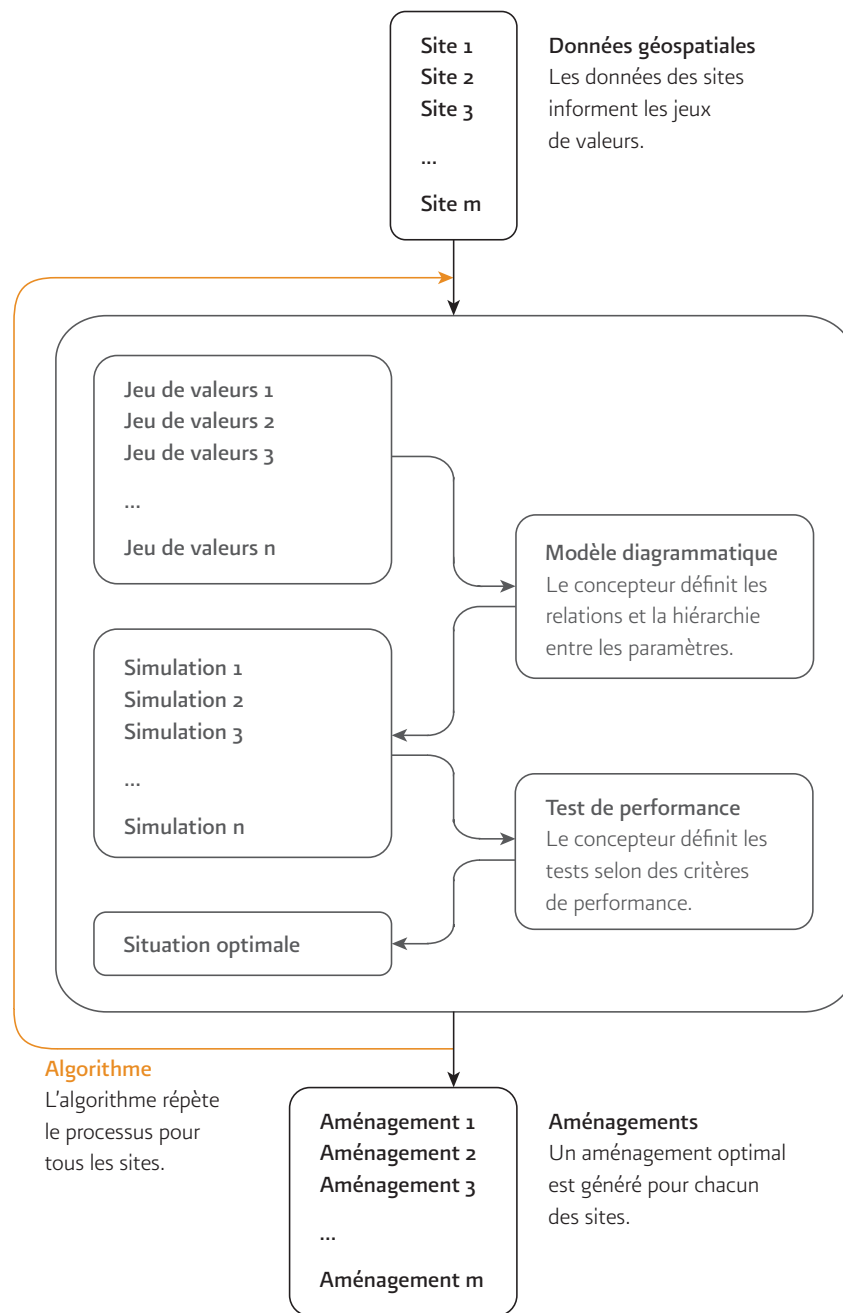 Site 1
Site 2
Site 3
...
Site m
Données géospatiales
Les données des sites
informent les jeux
de valeurs.
Jeu de valeurs 1
Jeu de valeurs 2
Jeu de valeurs 3
...
Jeu de valeurs n
Modèle diagrammatique
Le concepteur définit les
relations et la hiérarchie
entre les paramètres.
Simulation 1
Simulation 2
Simulation 3
...
Simulation n
Test de performance
Le concepteur définit les
tests selon des critères
de performance.
Situation optimale
Algorithme
L'algorithme répète
le processus pour
tous les sites.
Aménagement 1
Aménagement 2
Aménagement 3
...
Aménagement m
Aménagements
Un aménagement optimal
est généré pour chacun
des sites.